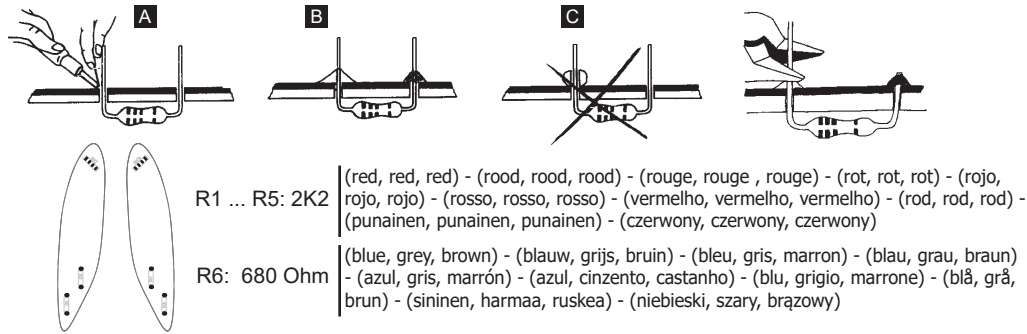 A
B
C
R1 ... R5: 2K2
(red, red, red) - (rood, rood, rood) - (rouge, rouge , rouge) - (rot, rot, rot) - (rojo,
rojo, rojo) - (rosso, rosso, rosso) - (vermelho, vermelho, vermelho) - (rod, rod, rod) -
(punainen, punainen, punainen) - (czerwony, czerwony, czerwony)
R6: 680 Ohm
(blue, grey, brown) - (blauw, grijs, bruin) - (bleu, gris, marron) - (blau, grau, braun)
- (azul, gris, marrón) - (azul, cinzento, castanho) - (blu, grigio, marrone) - (blå, grå,
brun) - (sininen, harmaa, ruskea) - (niebieski, szary, brązowy)